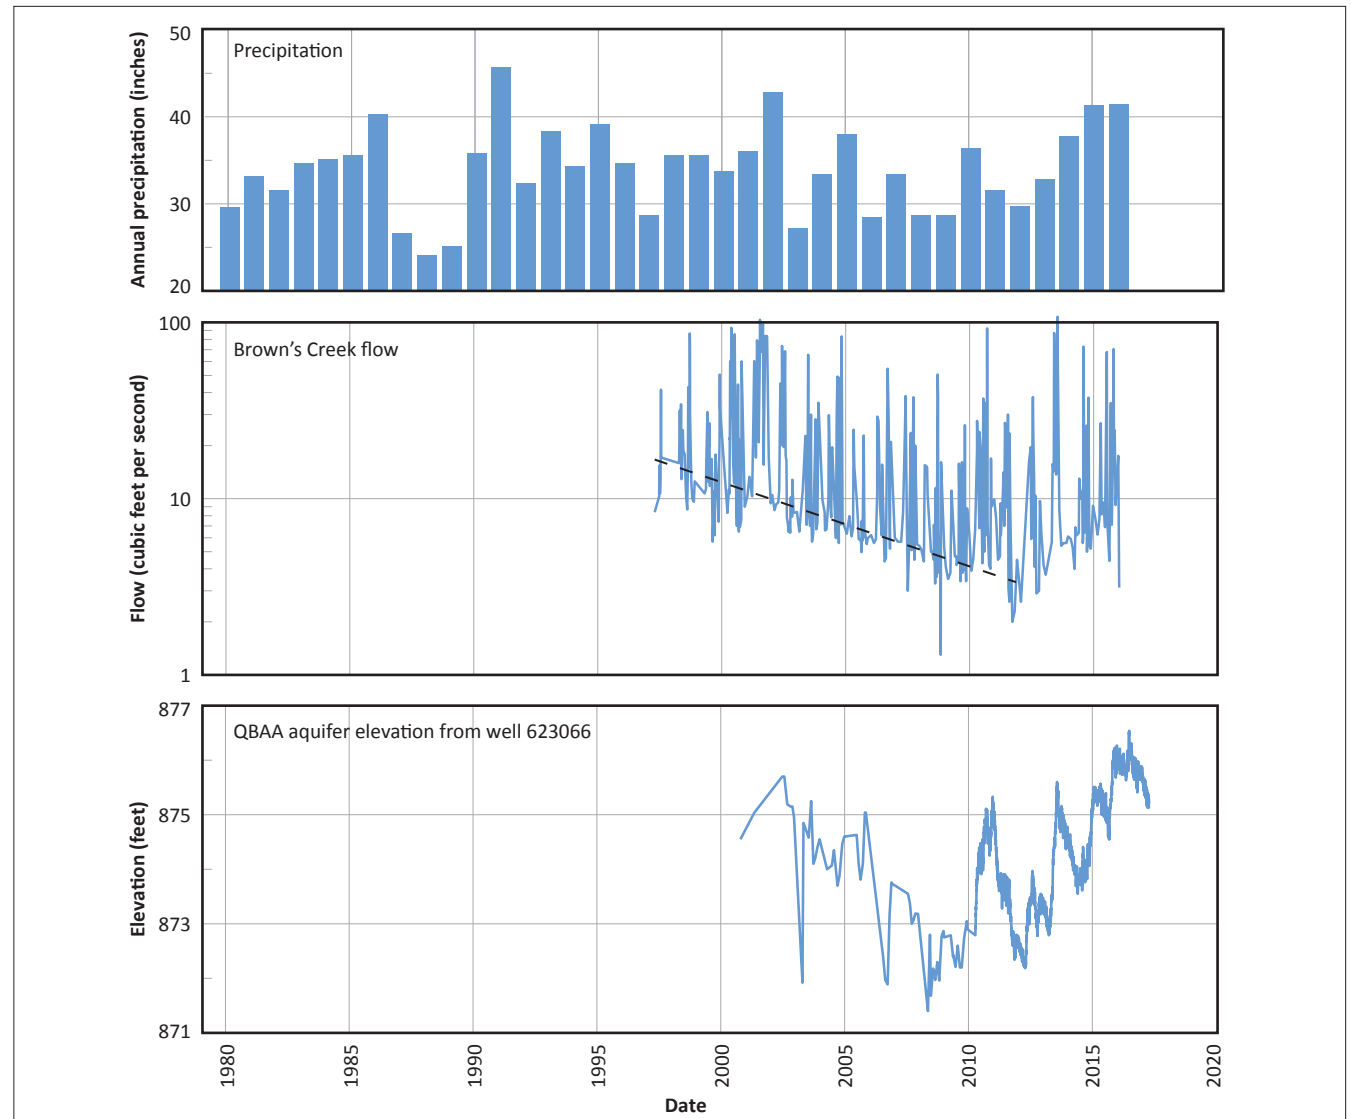 Precipitation
Annual precipitation (inches)
50
40
30
20
Brown's Creek flow
Flow (cubic feet per second)
100
10
1
QBAA aquifer elevation from well 623066
Elevation (feet)
877
875
873
871
1980
1985
1990
1995
2000
2005
2010
2015
2020
Date